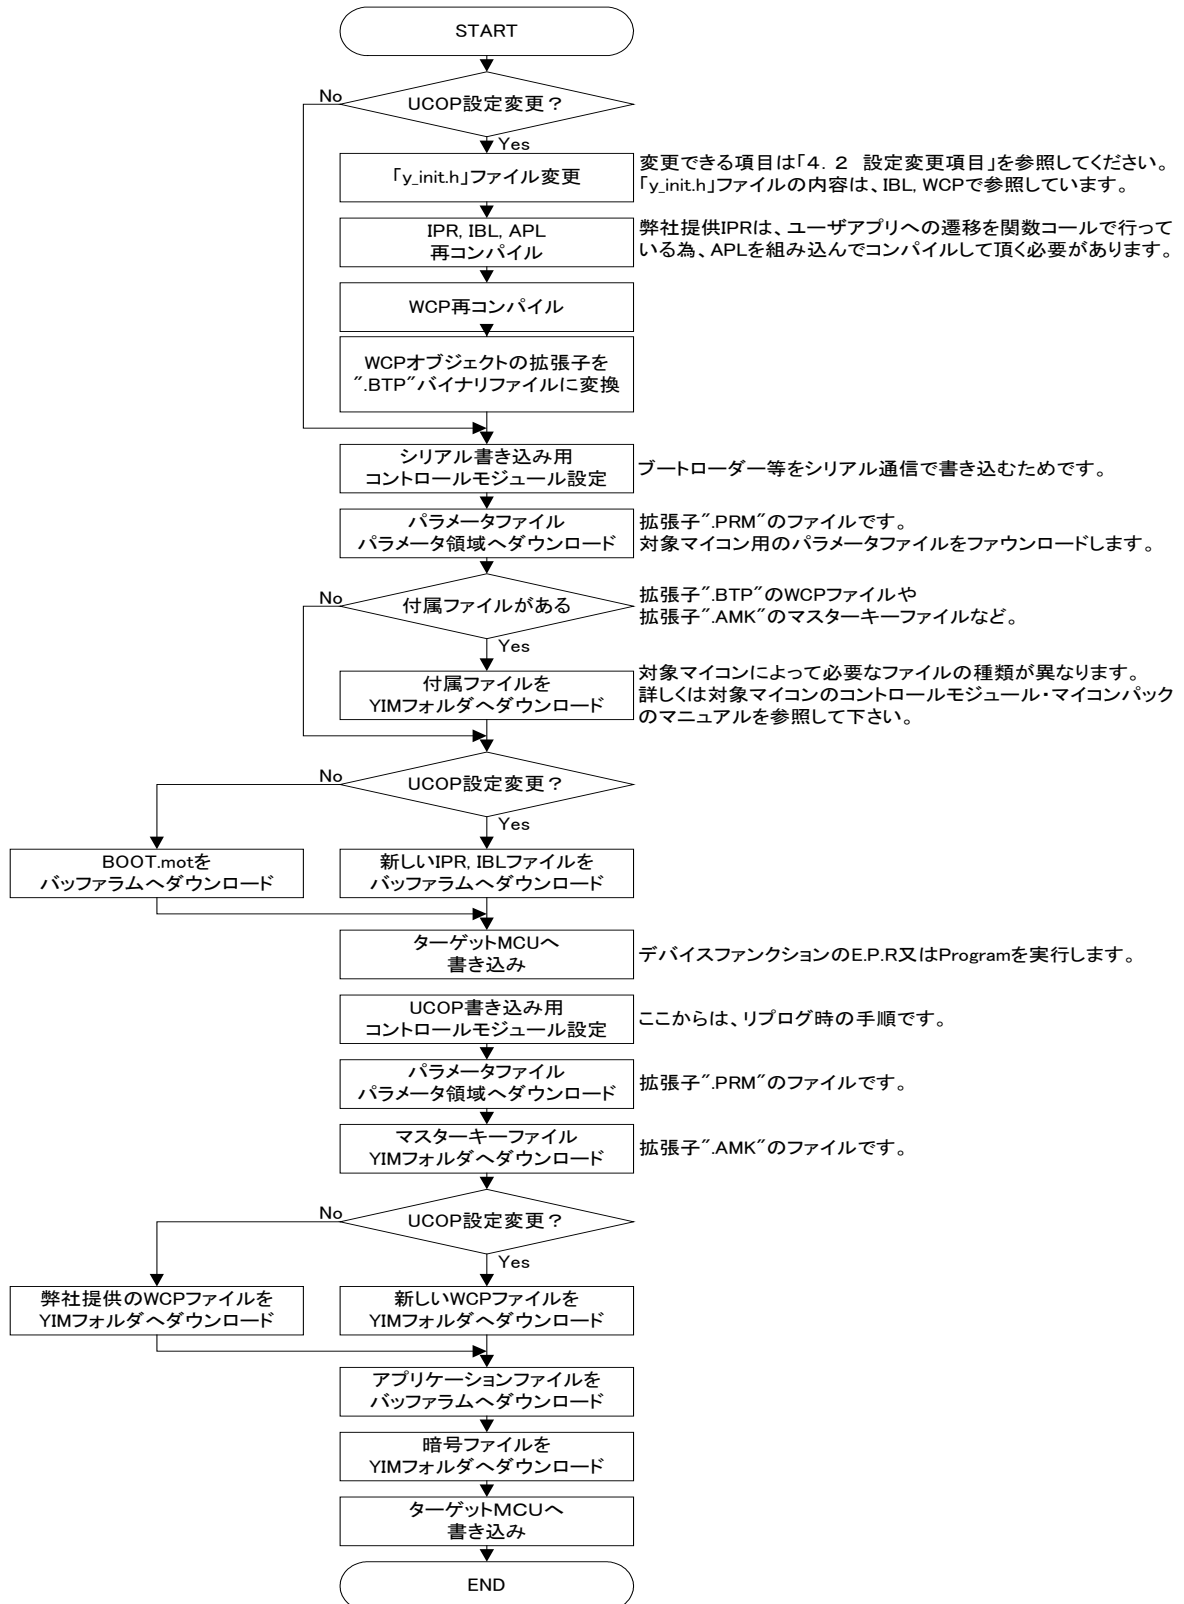 START
UCOP設定変更？
No
Yes
「y_init.h」ファイル変更
変更できる項目は「４．２　設定変更項目」を参照してください。
「y_init.h」ファイルの内容は、IBL, WCPで参照しています。
IPR, IBL, APL
再コンパイル
弊社提供IPRは、ユーザアプリへの遷移を関数コールで行って
いる為、APLを組み込んでコンパイルして頂く必要があります。
WCP再コンパイル
WCPオブジェクトの拡張子を
".BTP"バイナリファイルに変換
シリアル書き込み用
コントロールモジュール設定
ブートローダー等をシリアル通信で書き込むためです。
パラメータファイル
パラメータ領域へダウンロード
拡張子".PRM"のファイルです。
対象マイコン用のパラメータファイルをファウンロードします。
No
付属ファイルがある
拡張子".BTP"のWCPファイルや
拡張子".AMK"のマスターキーファイルなど。
Yes
付属ファイルを
YIMフォルダへダウンロード
対象マイコンによって必要なファイルの種類が異なります。
詳しくは対象マイコンのコントロールモジュール・マイコンパック
のマニュアルを参照して下さい。
No
UCOP設定変更？
Yes
BOOT.motを
バッファラムへダウンロード
新しいIPR, IBLファイルを
バッファラムへダウンロード
ターゲットMCUへ
書き込み
デバイスファンクションのE.P.R又はProgramを実行します。
UCOP書き込み用
コントロールモジュール設定
ここからは、リプログ時の手順です。
パラメータファイル
パラメータ領域へダウンロード
拡張子".PRM"のファイルです。
マスターキーファイル
YIMフォルダへダウンロード
拡張子".AMK"のファイルです。
No
UCOP設定変更？
Yes
弊社提供のWCPファイルを
YIMフォルダへダウンロード
新しいWCPファイルを
YIMフォルダへダウンロード
アプリケーションファイルを
バッファラムへダウンロード
暗号ファイルを
YIMフォルダへダウンロード
ターゲットＭＣＵへ
書き込み
END